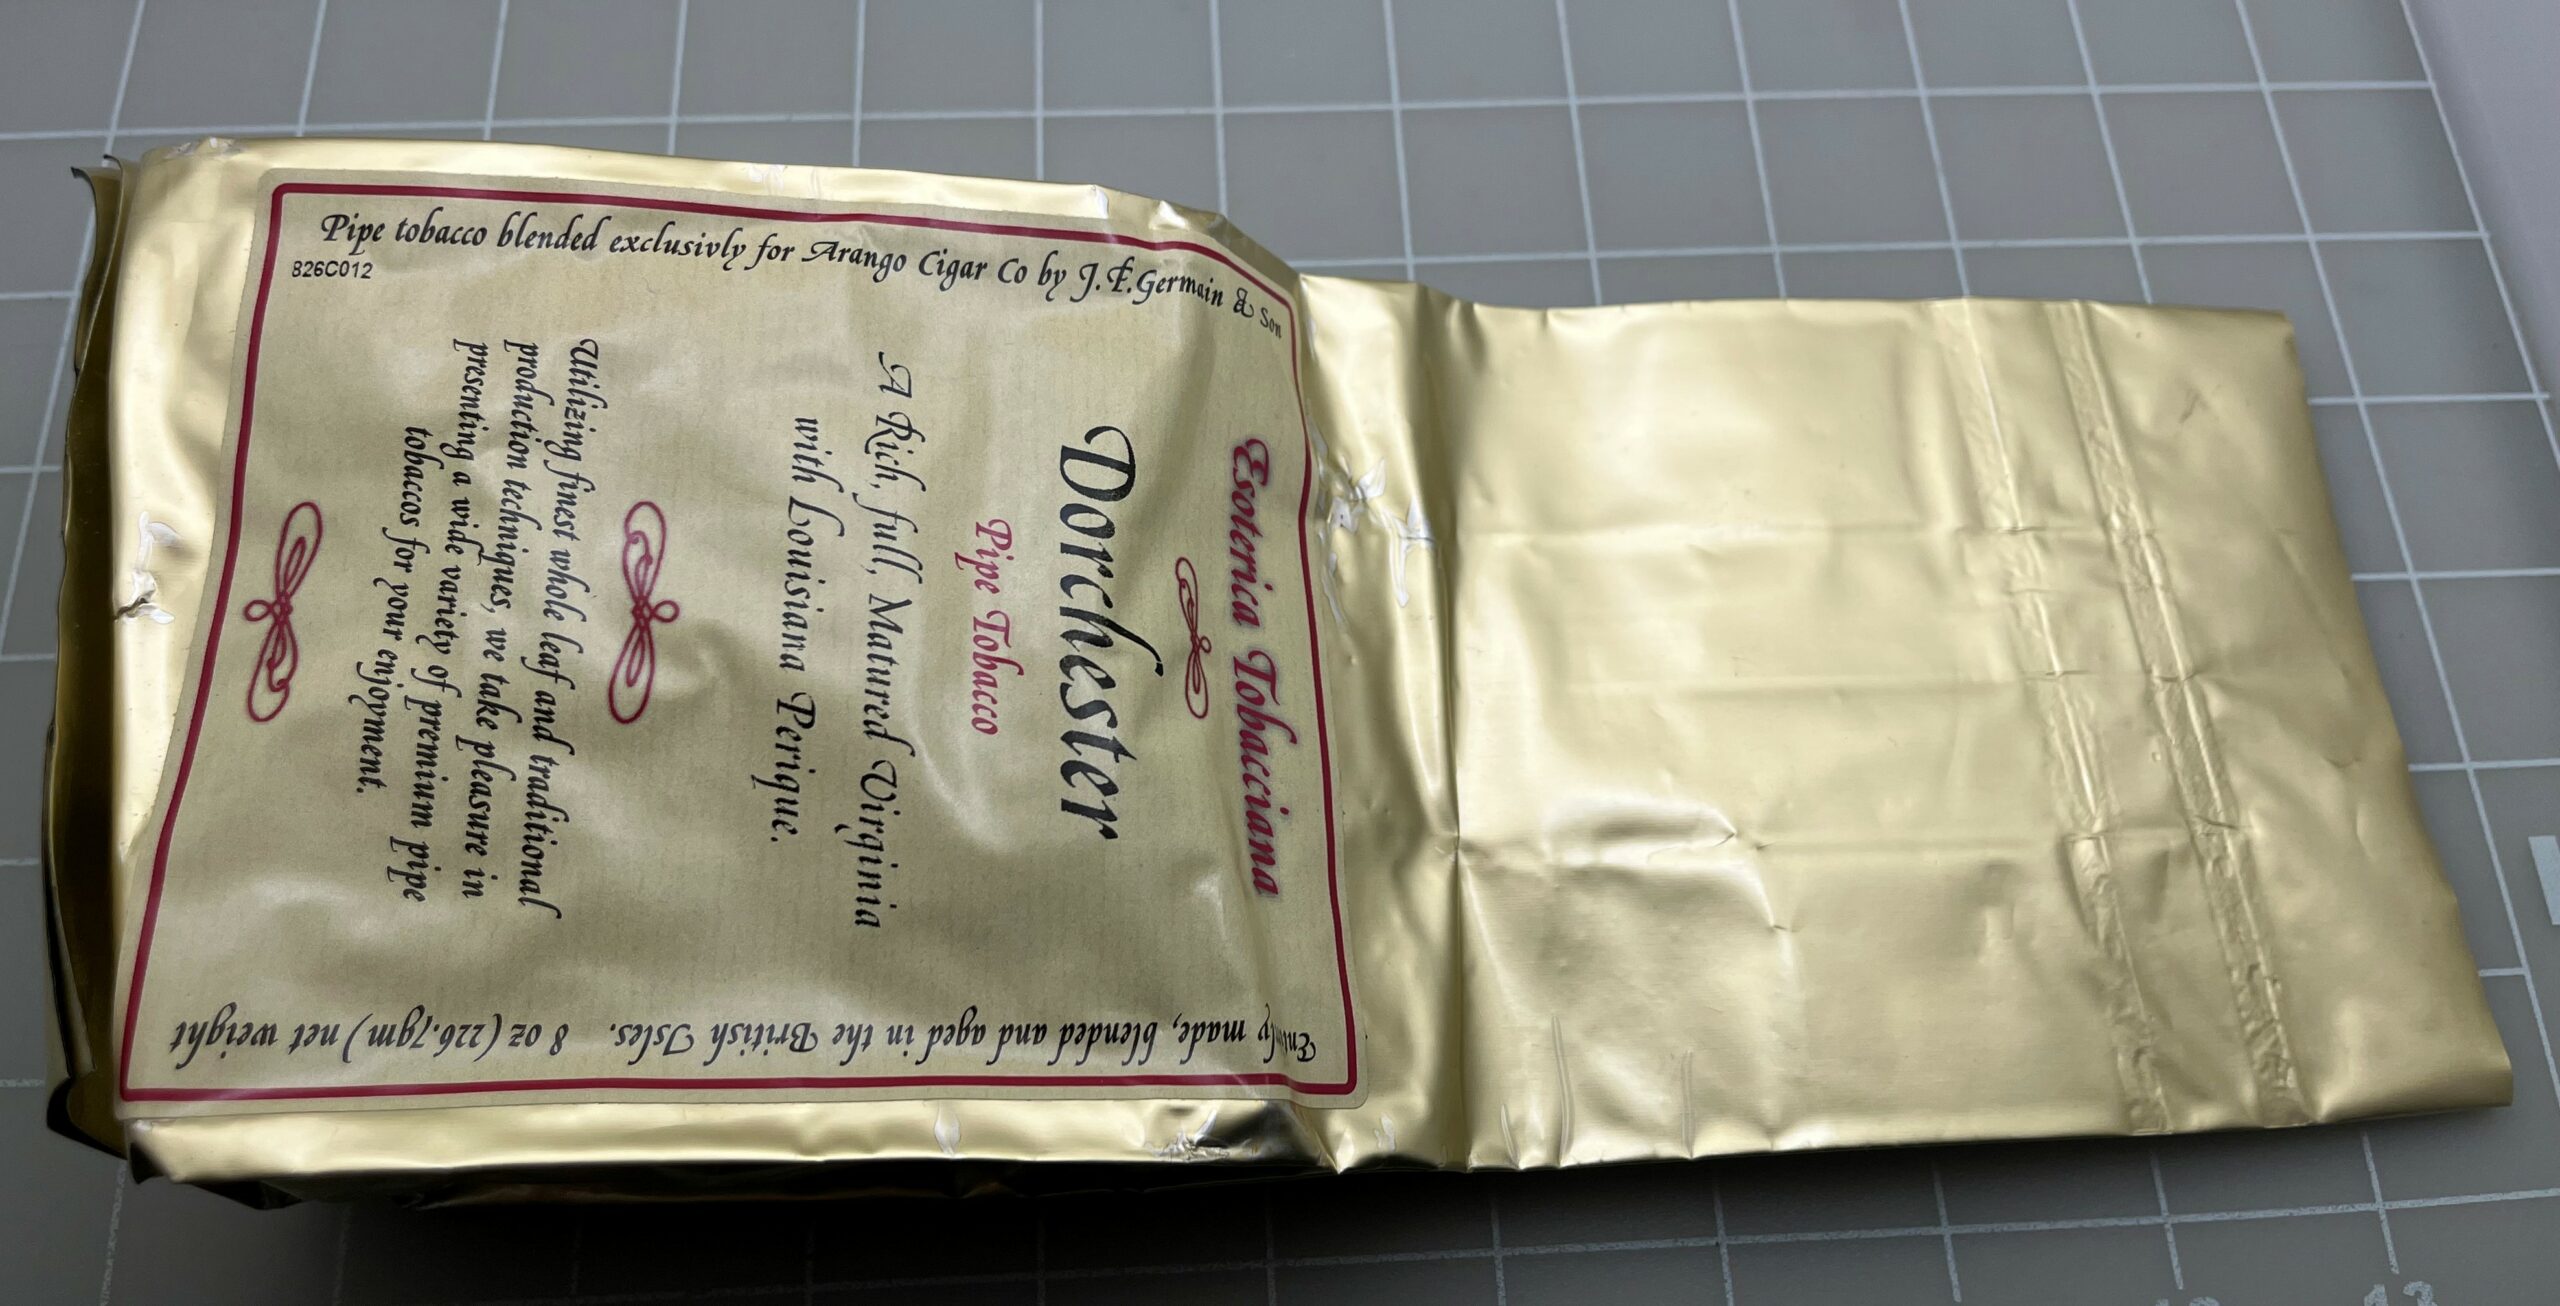 Pipe tobacco blended exclusivly for Arango Cigar Co by J.F.Germain & Son
826C012
Esoterica Tobacciana
Dorchester
Pipe Tobacco
A Rich, full, Matured Virginia
with Louisiana Perique.
Utilizing finest whole leaf and traditional
production techniques, we take pleasure in
presenting a wide variety of premium pipe
tobaccos for your enjoyment.
made, blended and aged in the British Isles. 8 oz (226.7gm) net weight
13